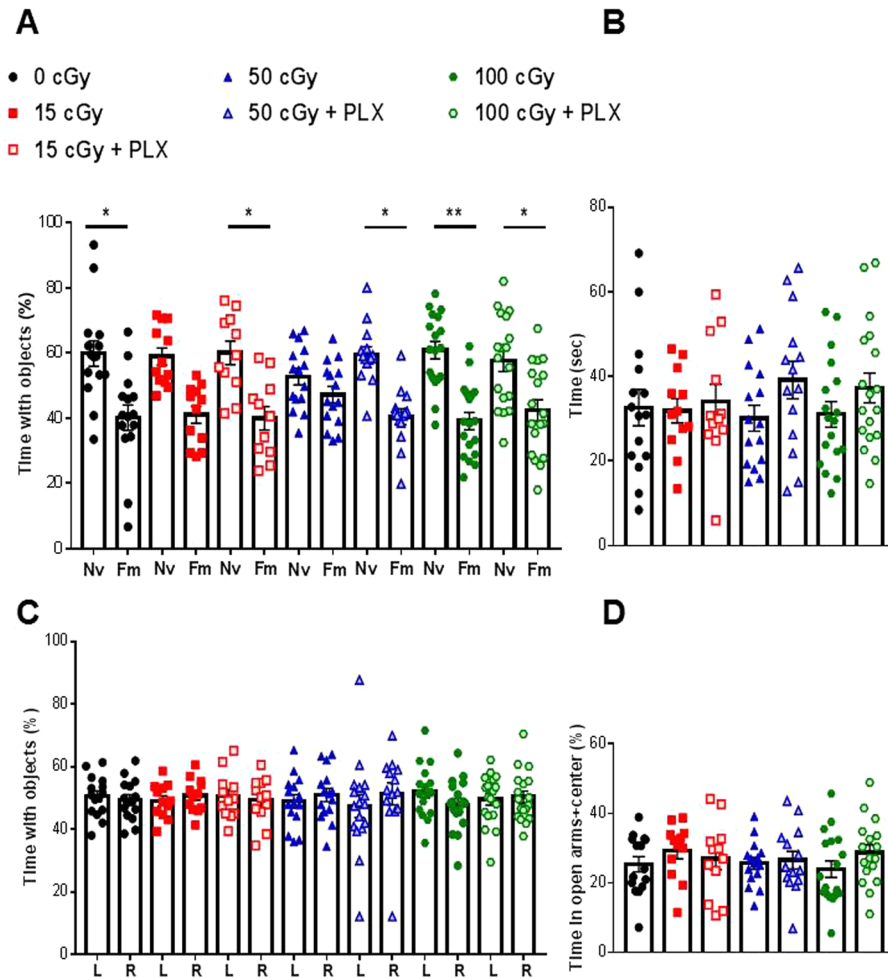 A
B
0 cGy 50 cGy 100 cGy
15 cGy 50 cGy + PLX 100 cGy + PLX
15 cGy + PLX
* * * ** *
Time with objects (%)
100
80
60
40
20
0
Nv Fm Nv Fm Nv Fm Nv Fm Nv Fm Nv Fm Nv Fm
Time (sec)
80
60
40
20
0
C
D
Time with objects (%)
100
80
60
40
20
0
L R L R L R L R L R L R L R
Time in open arms+center (%)
60
40
20
0